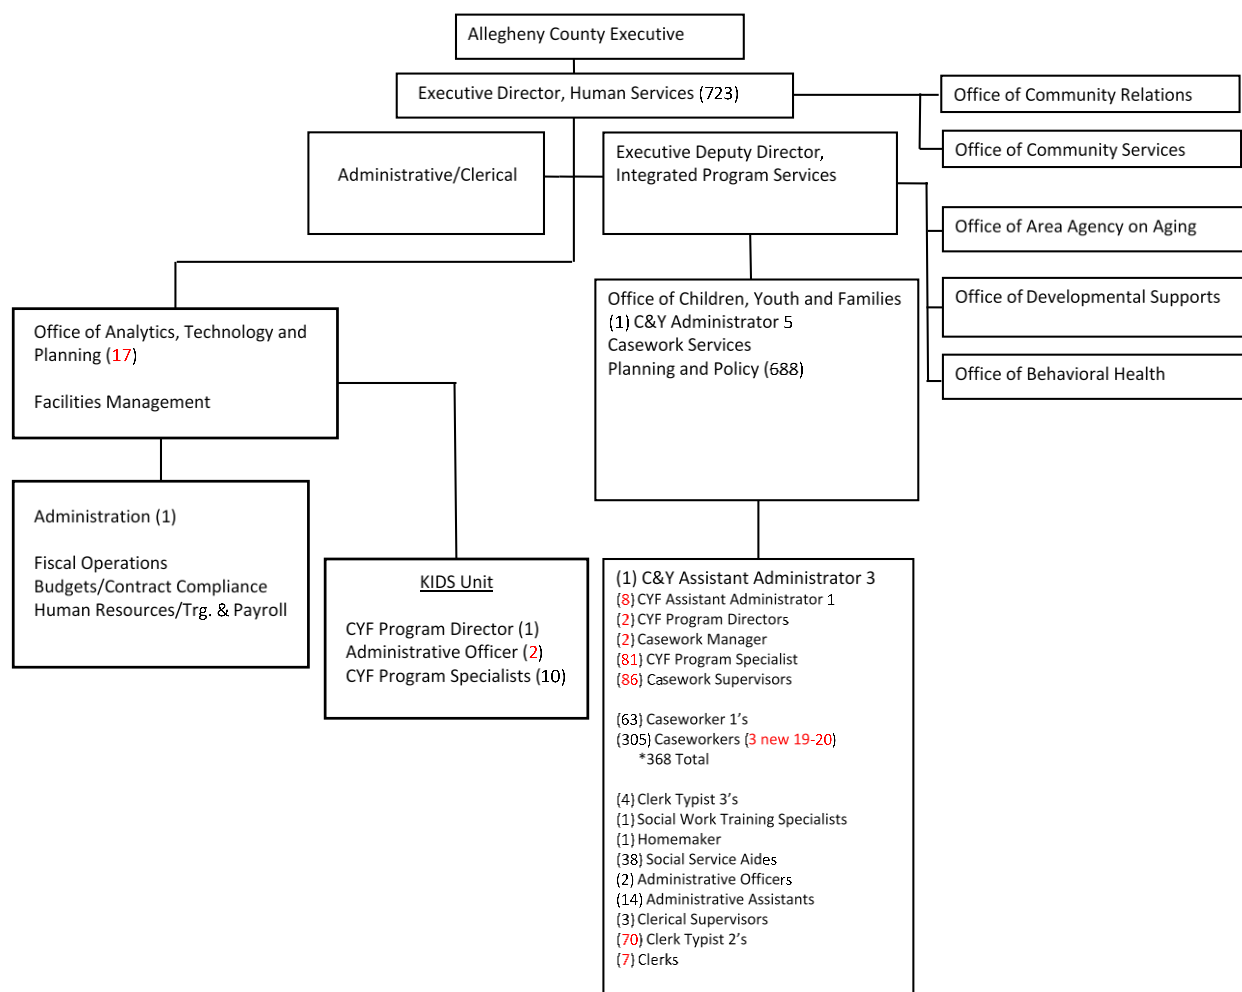 Allegheny County Executive
Executive Director, Human Services (723)
Office of Community Relations
Office of Community Services
Administrative/Clerical
Executive Deputy Director,
Integrated Program Services
Office of Area Agency on Aging
Office of Developmental Supports
Office of Behavioral Health
Office of Children, Youth and Families
(1) C&Y Administrator 5
Casework Services
Planning and Policy (688)
Office of Analytics, Technology and
Planning (17)
Facilities Management
Administration (1)
Fiscal Operations
Budgets/Contract Compliance
Human Resources/Trg. & Payroll
KIDS Unit
CYF Program Director (1)
Administrative Officer (2)
CYF Program Specialists (10)
(1) C&Y Assistant Administrator 3
(8) CYF Assistant Administrator 1
(2) CYF Program Directors
(2) Casework Manager
(81) CYF Program Specialist
(86) Casework Supervisors
(63) Caseworker 1's
(305) Caseworkers (3 new 19-20)
*368 Total
(4) Clerk Typist 3's
(1) Social Work Training Specialists
(1) Homemaker
(38) Social Service Aides
(2) Administrative Officers
(14) Administrative Assistants
(3) Clerical Supervisors
(70) Clerk Typist 2's
(7) Clerks